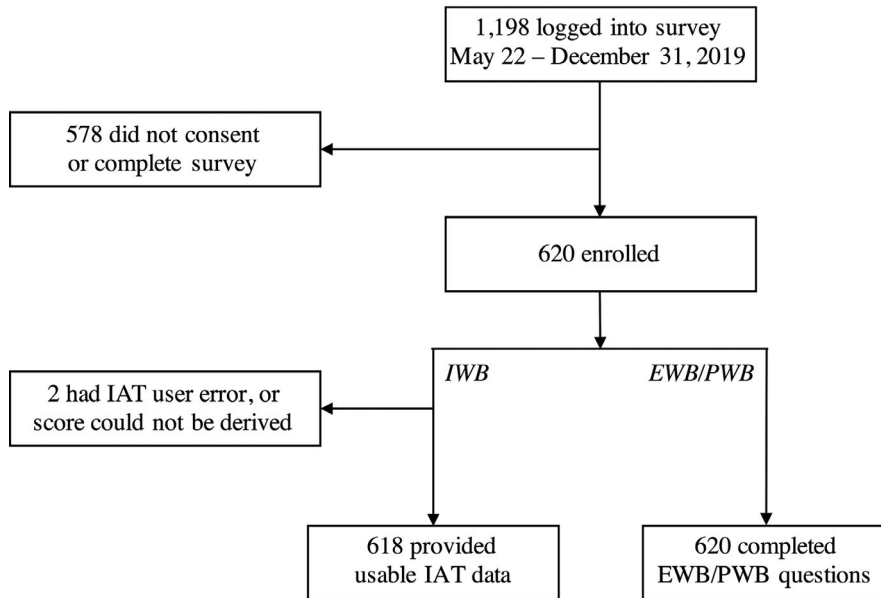 1,198 logged into survey
May 22 – December 31, 2019
578 did not consent
or complete survey
620 enrolled
IWB
EWB/PWB
2 had IAT user error, or
score could not be derived
618 provided
usable IAT data
620 completed
EWB/PWB questions